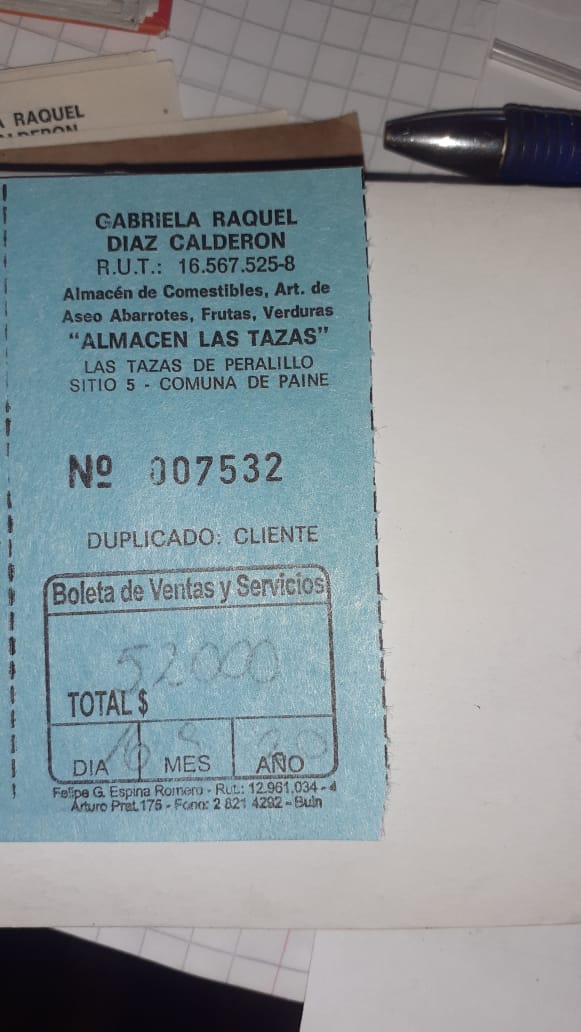 RAQUEL
GABRIELA RAQUEL
DIAZ CALDERON
R.U.T.: 16.567.525-8
Almacén de Comestibles, Art. de
Aseo Abarrotes, Frutas, Verduras
"ALMACEN LAS TAZAS"
LAS TAZAS DE PERALILLO
SITIO 5 - COMUNA DE PAINE
Nº 007532
DUPLICADO: CLIENTE
Boleta de Ventas y Servicios
52000
TOTAL $
DIA MES AÑO
Felipe G. Espina Romero - Rut.: 12.961.034 - 4
Arturo Prat 175 - Fono: 2 821 4292 - Buin